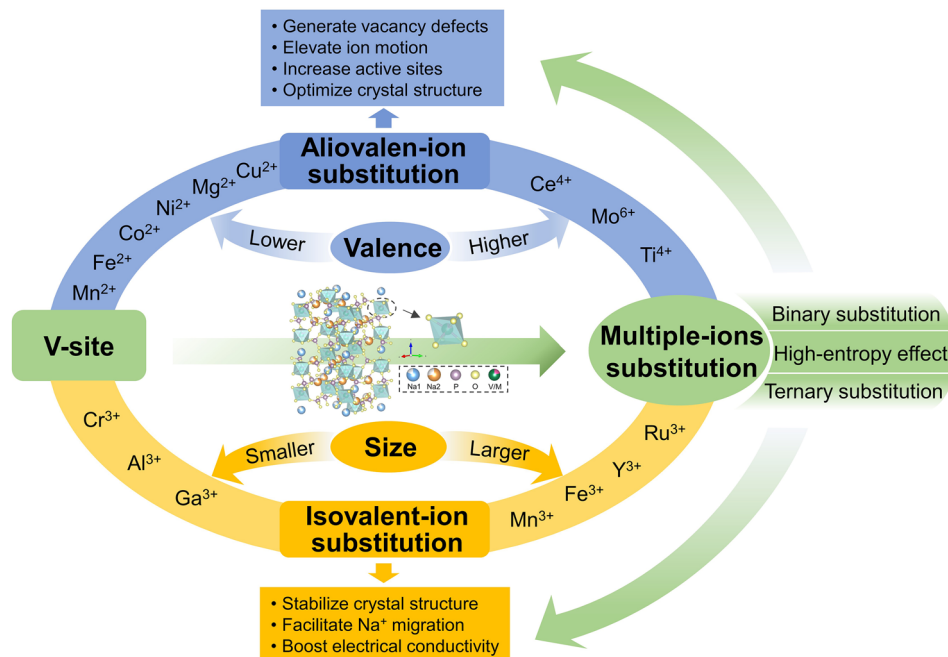 • Generate vacancy defects
• Elevate ion motion
• Increase active sites
• Optimize crystal structure
Aliovalen-ion
substitution
Cu²⁺
Mg²⁺
Ni²⁺
Co²⁺
Fe²⁺
Mn²⁺
Ce⁴⁺
Mo⁶⁺
Ti⁴⁺
Lower
Valence
Higher
V-site
Na1
Na2
P
O
V/M
Multiple-ions
substitution
Binary substitution
High-entropy effect
Ternary substitution
Cr³⁺
Al³⁺
Ga³⁺
Smaller
Size
Larger
Ru³⁺
Y³⁺
Fe³⁺
Mn³⁺
Isovalent-ion
substitution
• Stabilize crystal structure
• Facilitate Na⁺ migration
• Boost electrical conductivity